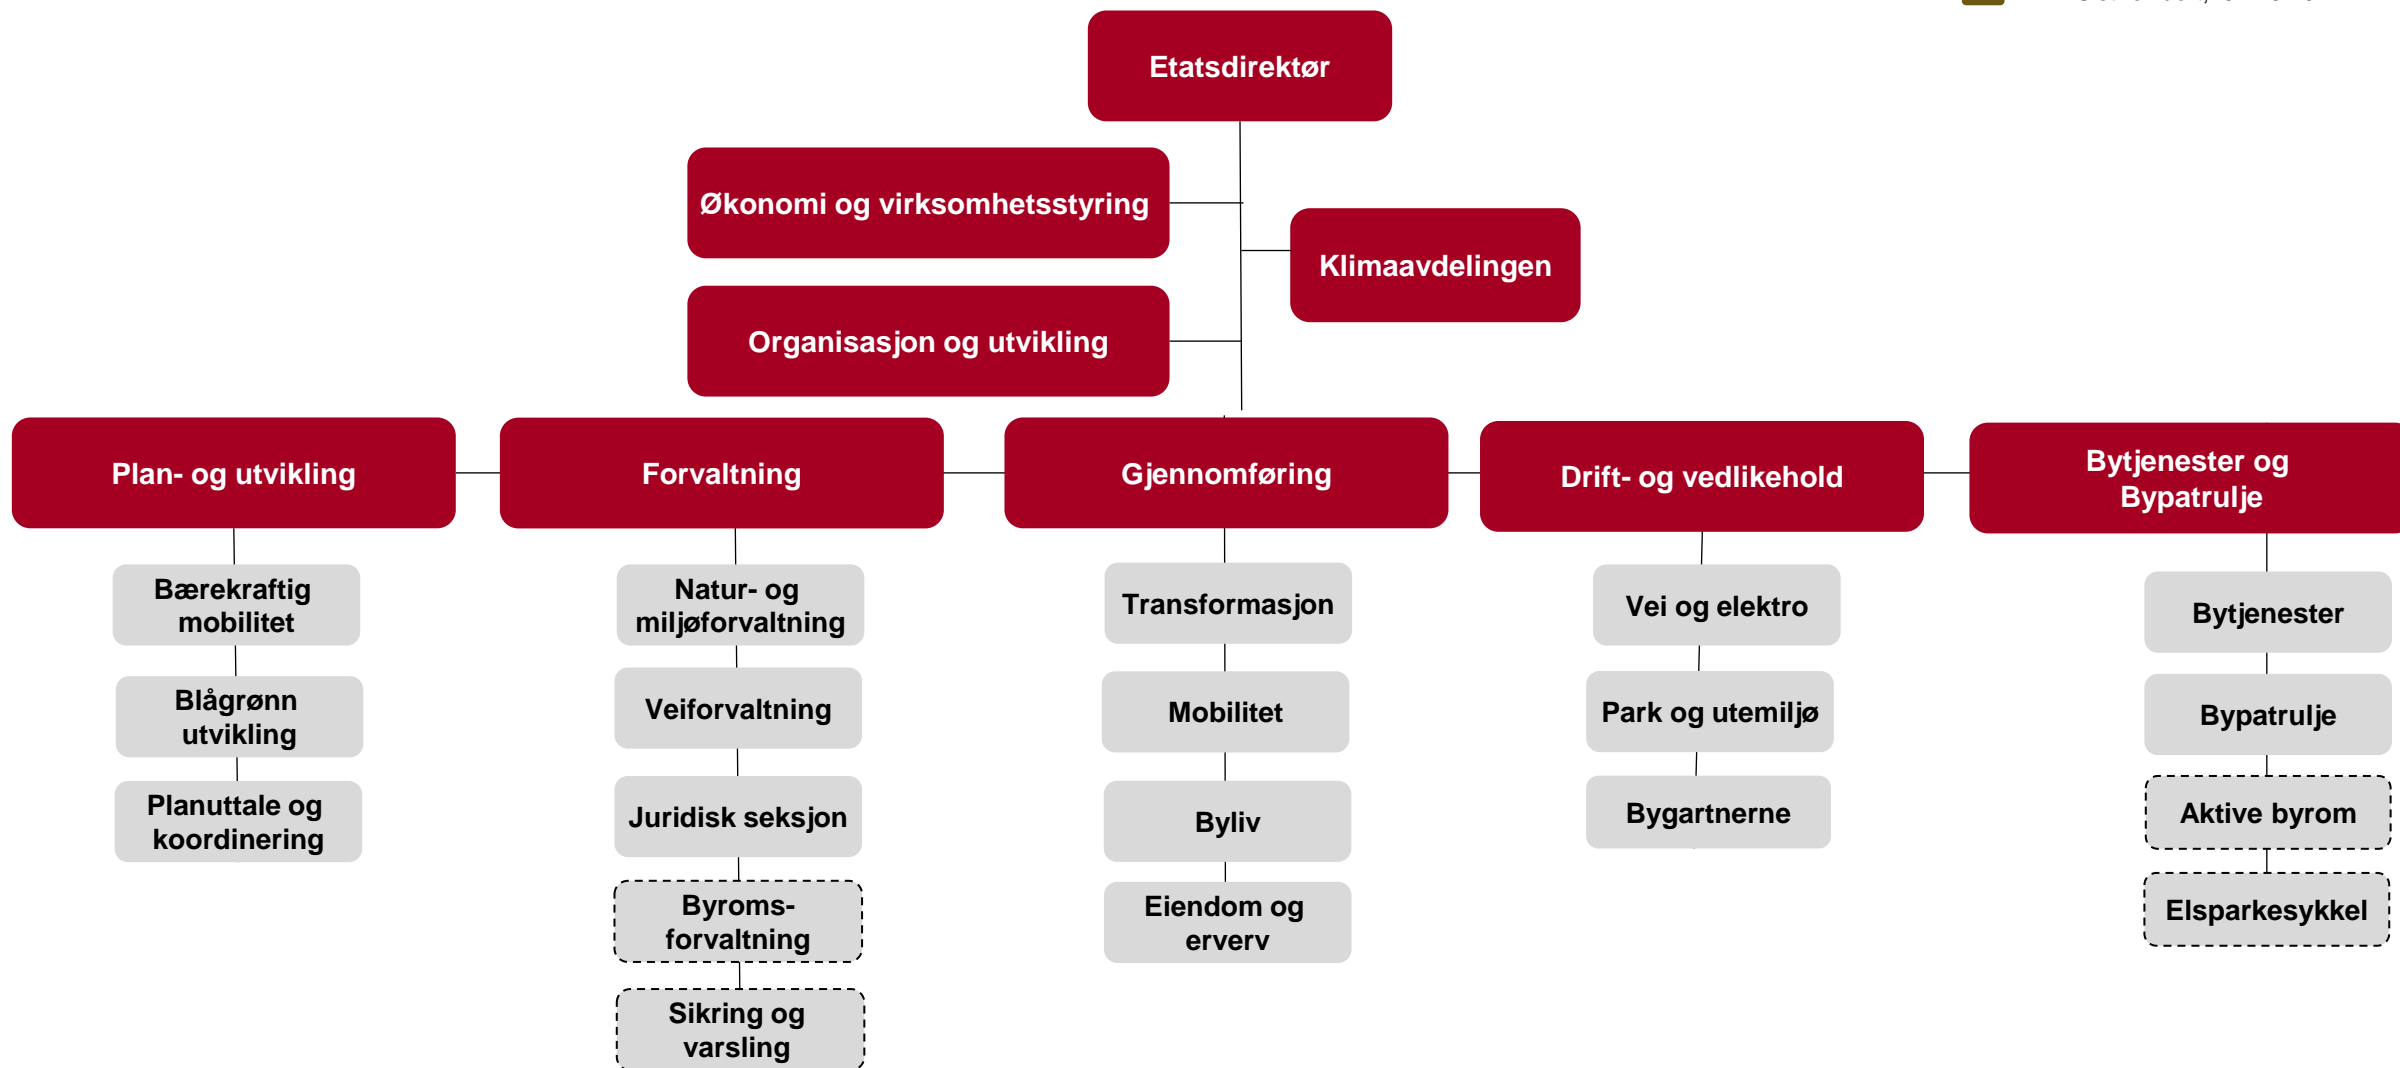 Etatsdirektør
Økonomi og virksomhetsstyring
Klimaavdelingen
Organisasjon og utvikling
Plan- og utvikling
Forvaltning
Gjennomføring
Drift- og vedlikehold
Bytjenester og
Bypatrulje
Bærekraftig
mobilitet
Blågrønn
utvikling
Planuttale og
koordinering
Natur- og
miljøforvaltning
Veiforvaltning
Juridisk seksjon
Byroms-
forvaltning
Sikring og
varsling
Transformasjon
Mobilitet
Byliv
Eiendom og
erverv
Vei og elektro
Park og utemiljø
Bygartnerne
Bytjenester
Bypatrulje
Aktive byrom
Elsparkesykkel